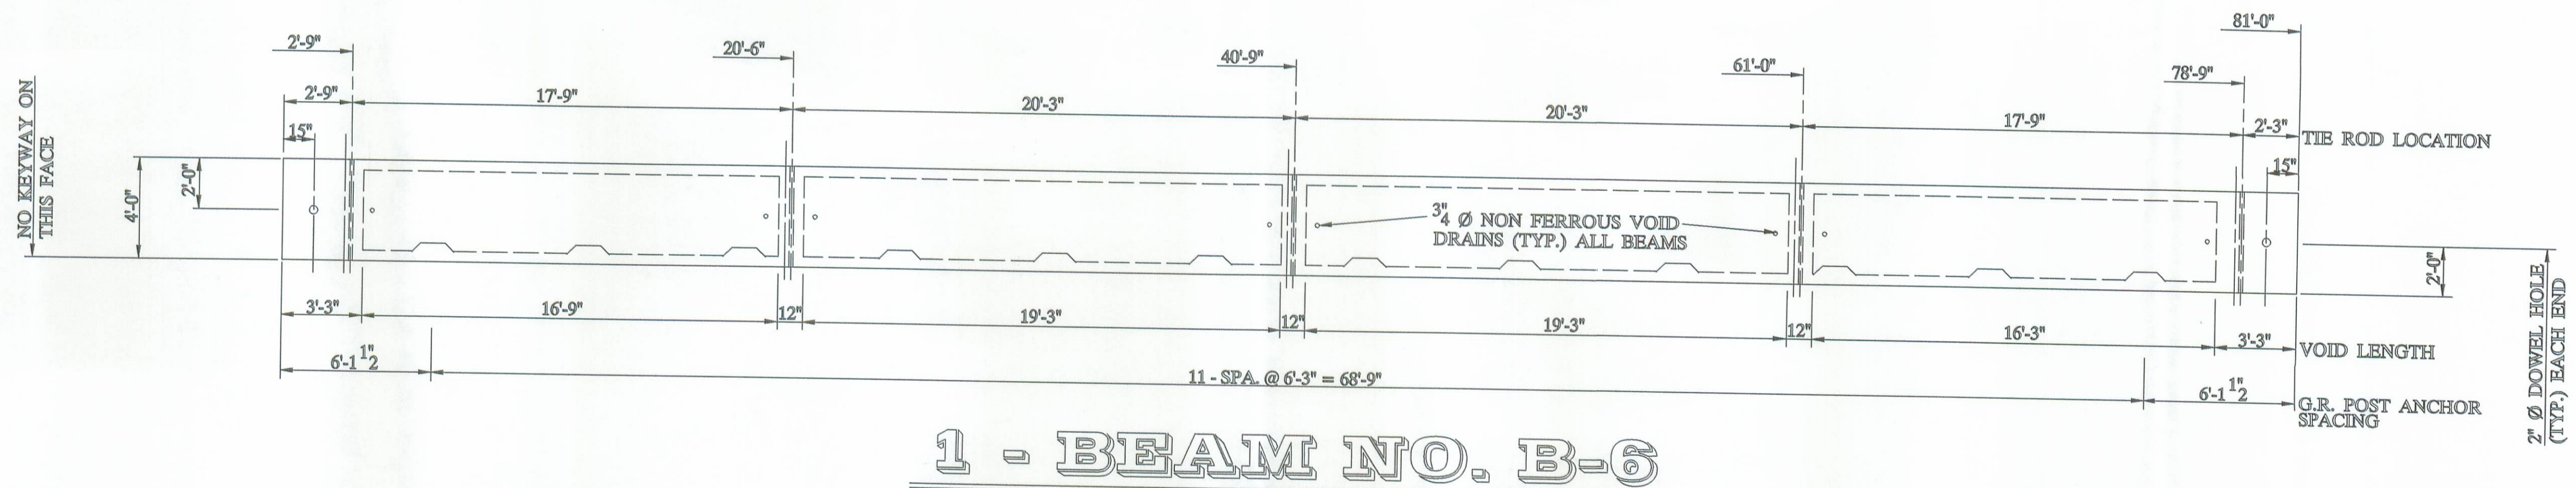 81'-0"
2'-9"
20'-6"
40'-9"
61'-0"
78'-9"
2'-9"
17'-9"
20'-3"
20'-3"
17'-9"
2'-3"
TIE ROD LOCATION
15"
15"
NO KEYWAY ON
THIS FACE
4'-0"
2'-0"
3/4" Ø NON FERROUS VOID
DRAINS (TYP.) ALL BEAMS
2'-0"
2" Ø DOWEL HOLE
(TYP.) EACH END
3'-3"
16'-9"
12"
19'-3"
12"
19'-3"
12"
16'-3"
3'-3"
VOID LENGTH
6'-1 1/2"
11 - SPA. @ 6'-3" = 68'-9"
6'-1 1/2"
G.R. POST ANCHOR
SPACING
1 - BEAM NO. B-6